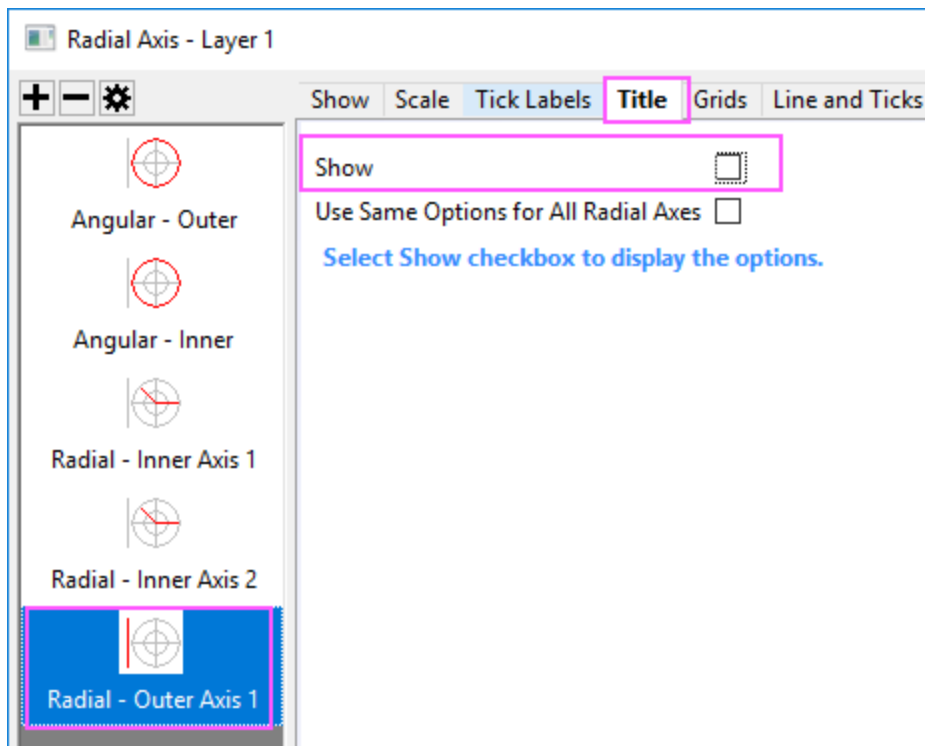 Radial Axis - Layer 1
Show Scale Tick Labels Title Grids Line and Ticks
Angular - Outer
Angular - Inner
Radial - Inner Axis 1
Radial - Inner Axis 2
Radial - Outer Axis 1
Show
Use Same Options for All Radial Axes
Select Show checkbox to display the options.